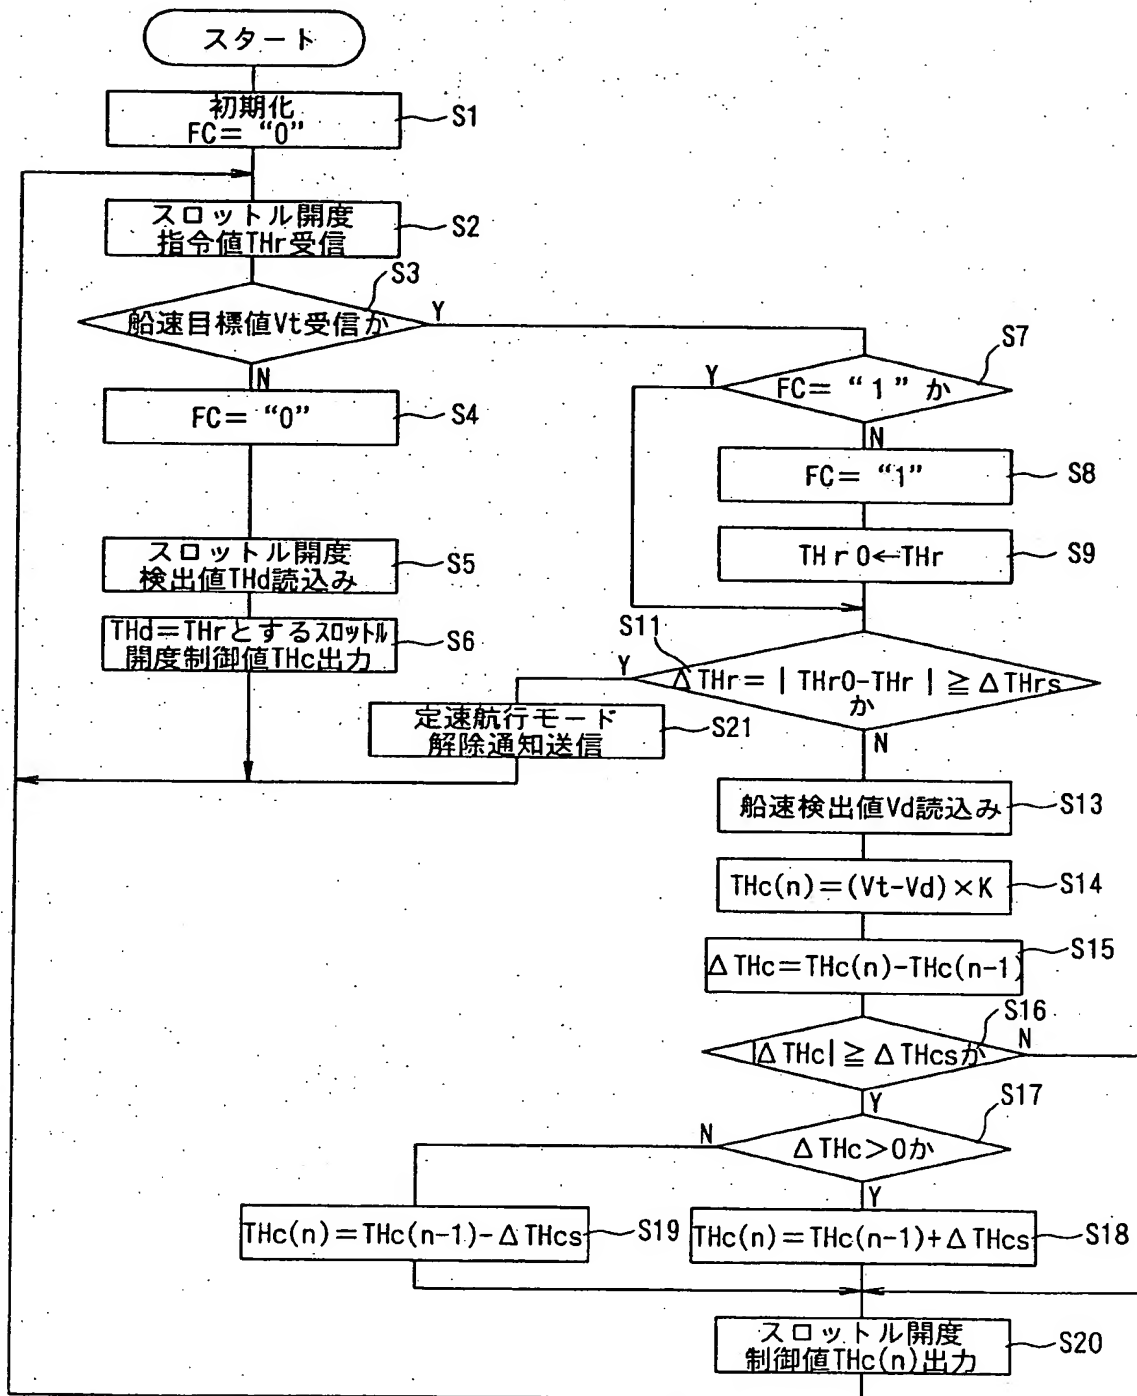 スタート
初期化
FC= “0”
S1
スロットル開度
指令値THr受信
S2
S3
船速目標値Vt受信か
Y
N
FC= “0”
S4
スロットル開度
検出値THd読込み
S5
THd=THrとするスロットル
開度制御値THc出力
S6
S7
FC= “1”か
Y
N
FC= “1”
S8
THr0←THr
S9
S11
ΔTHr=|THr0-THr|≧ΔTHrs
か
Y
N
定速航行モード
解除通知送信
S21
船速検出値Vd読込み
S13
THc(n)=(Vt-Vd)×K
S14
ΔTHc=THc(n)-THc(n-1)
S15
S16
|ΔTHc|≧ΔTHcsか
N
Y
S17
ΔTHc>0か
N
Y
THc(n)=THc(n-1)-ΔTHcs
S19
THc(n)=THc(n-1)+ΔTHcs
S18
スロットル開度
制御値THc(n)出力
S20